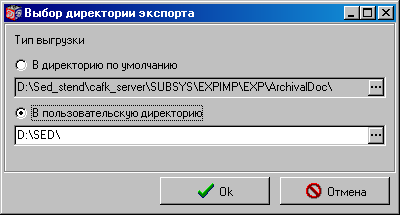 Выбор директории экспорта
Тип выгрузки
В директорию по умолчанию
D:\Sed_stend\cafk_server\SUBSYS\EXPIMP\EXP\ArchivalDoc\
В пользовательскую директорию
D:\SED\
Ok Отмена